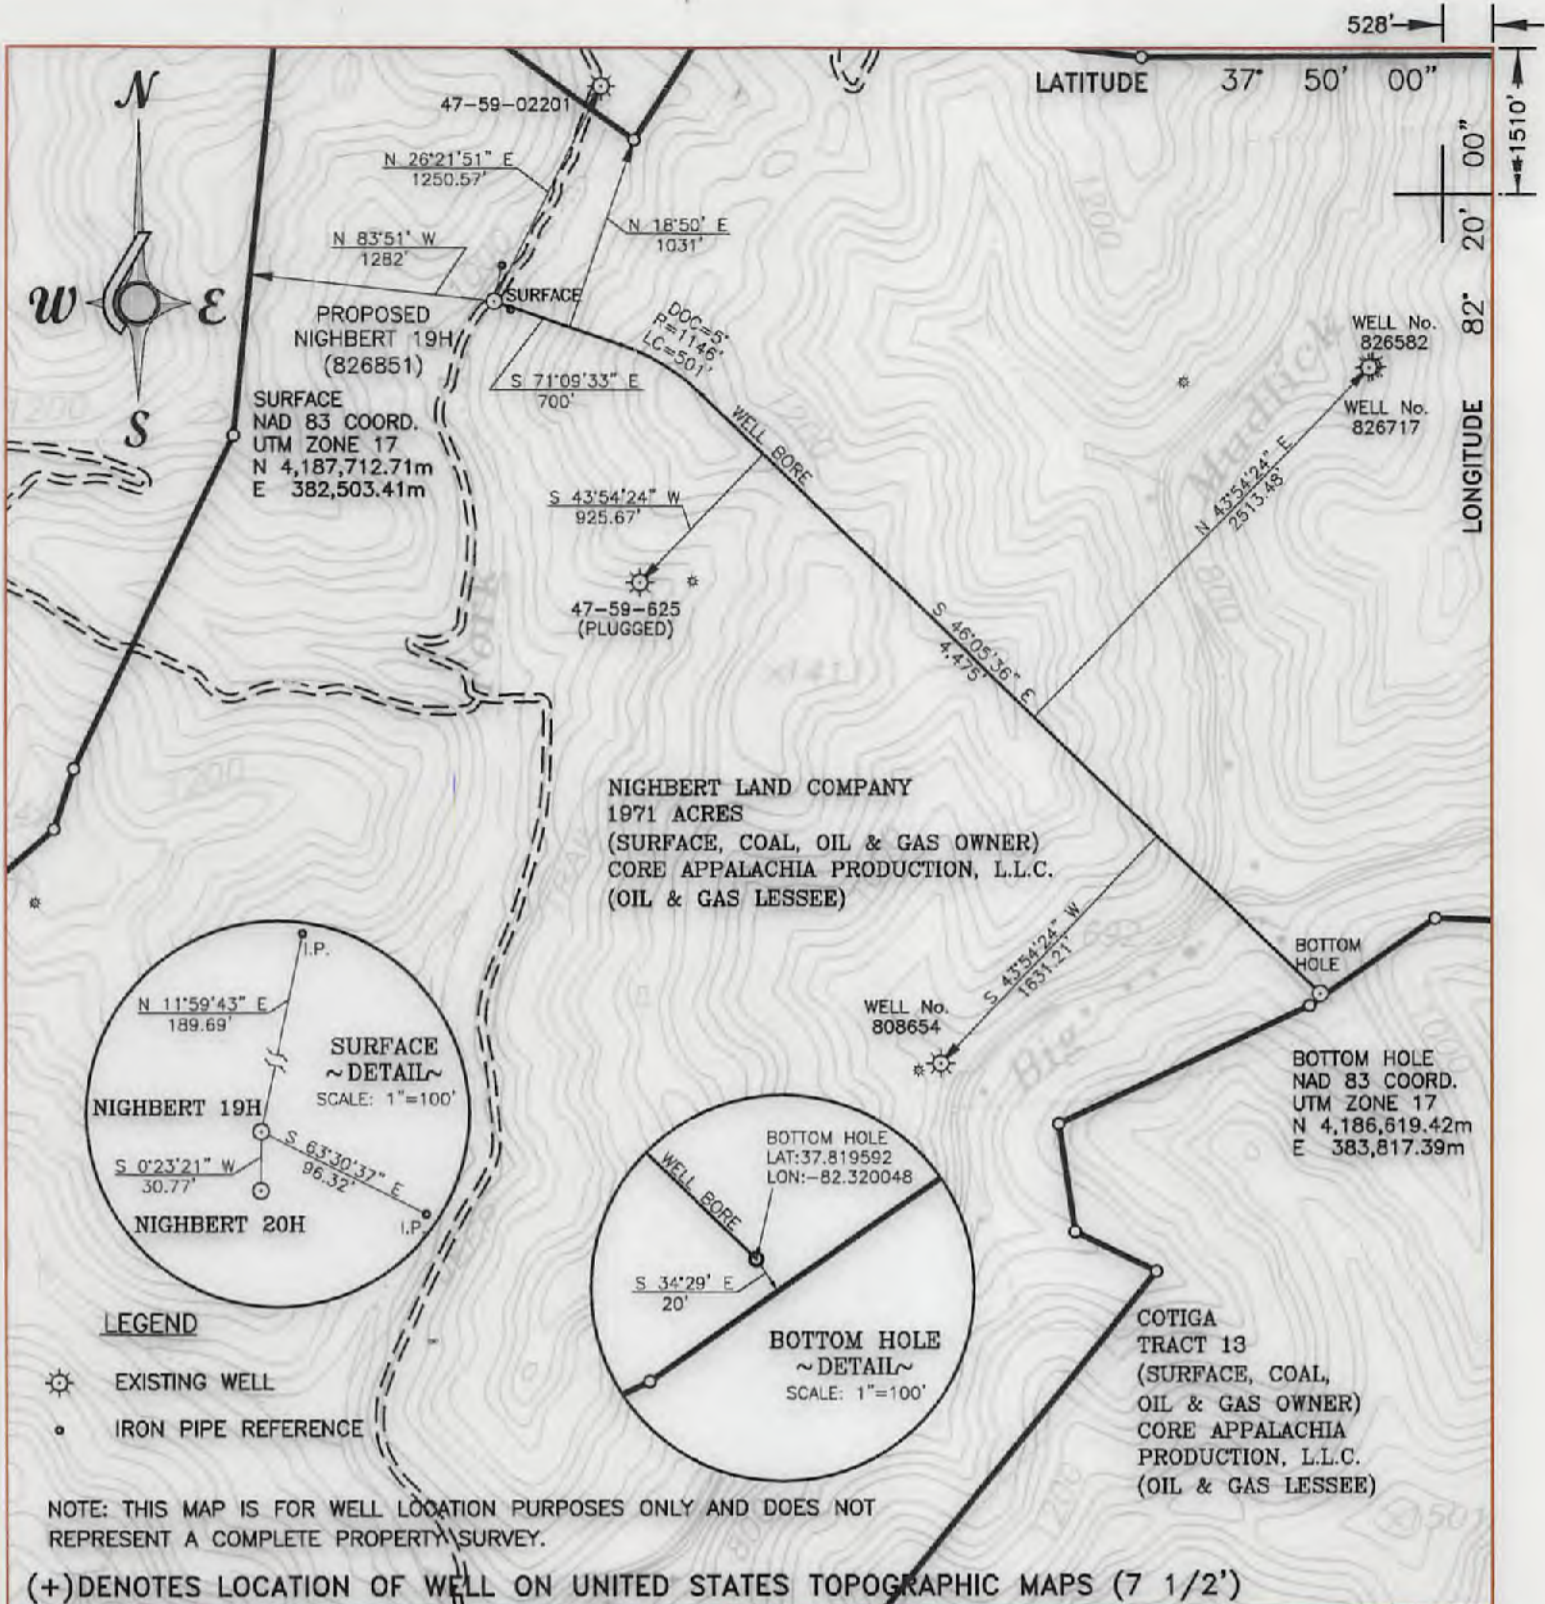 528'
LATITUDE 37° 50' 00"
1510'
LONGITUDE 82° 20' 00"
N
W E
S
47-59-02201
N 26°21'51" E
1250.57'
N 18°50' E
1031'
N 83°51' W
1282'
SURFACE
PROPOSED
NIGHBERT 19H
(826851)
SURFACE
NAD 83 COORD.
UTM ZONE 17
N 4,187,712.71m
E 382,503.41m
DOC=5°
R=1146'
LC=501'
S 71°09'33" E
700'
WELL BORE
WELL No.
826582
WELL No.
826717
Mudlick
1200
1200
1200
800
N 43°54'24" E
2513.48'
S 43°54'24" W
925.67'
47-59-625
(PLUGGED)
S 46°05'36" E
4,475'
NIGHBERT LAND COMPANY
1971 ACRES
(SURFACE, COAL, OIL & GAS OWNER)
CORE APPALACHIA PRODUCTION, L.L.C.
(OIL & GAS LESSEE)
S 43°54'24" W
1631.21'
692
WELL No.
808654
Big
BOTTOM
HOLE
BOTTOM HOLE
NAD 83 COORD.
UTM ZONE 17
N 4,186,619.42m
E 383,817.39m
I.P.
N 11°59'43" E
189.69'
SURFACE
~DETAIL~
SCALE: 1"=100'
NIGHBERT 19H
S 63°30'37" E
96.32'
S 0°23'21" W
30.77'
NIGHBERT 20H
I.P.
BOTTOM HOLE
LAT:37.819592
LON:-82.320048
WELL BORE
S 34°29' E
20'
BOTTOM HOLE
~DETAIL~
SCALE: 1"=100'
LEGEND
EXISTING WELL
IRON PIPE REFERENCE
COTIGA
TRACT 13
(SURFACE, COAL,
OIL & GAS OWNER)
CORE APPALACHIA
PRODUCTION, L.L.C.
(OIL & GAS LESSEE)
x1501
NOTE: THIS MAP IS FOR WELL LOCATION PURPOSES ONLY AND DOES NOT
REPRESENT A COMPLETE PROPERTY SURVEY.
(+)DENOTES LOCATION OF WELL ON UNITED STATES TOPOGRAPHIC MAPS (7 1/2')